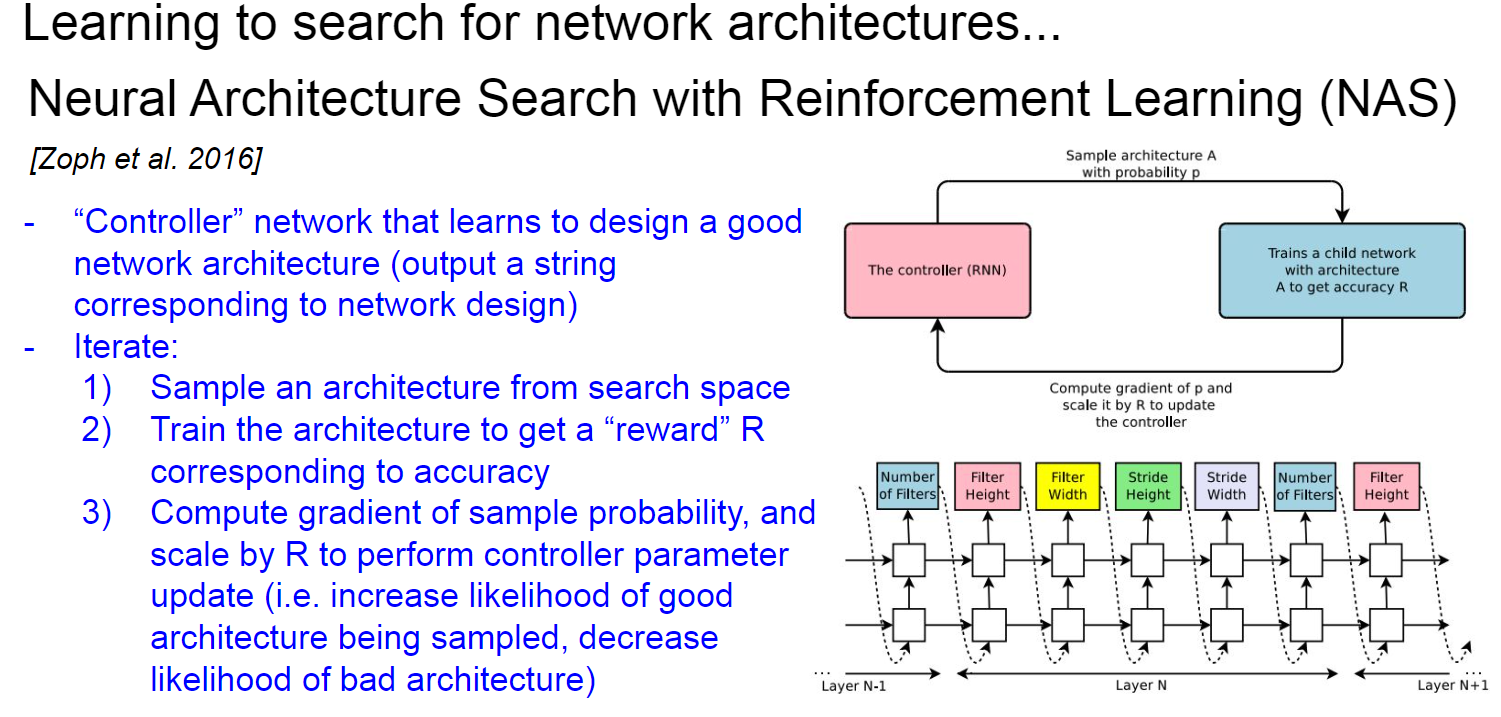 Learning to search for network architectures...
Neural Architecture Search with Reinforcement Learning (NAS)
[Zoph et al. 2016]
- “Controller” network that learns to design a good
network architecture (output a string
corresponding to network design)
- Iterate:
1) Sample an architecture from search space
2) Train the architecture to get a “reward” R
corresponding to accuracy
3) Compute gradient of sample probability, and
scale by R to perform controller parameter
update (i.e. increase likelihood of good
architecture being sampled, decrease
likelihood of bad architecture)
Sample architecture A
with probability p
The controller (RNN)
Trains a child network
with architecture
A to get accuracy R
Compute gradient of p and
scale it by R to update
the controller
Number
of Filters
Filter
Height
Filter
Width
Stride
Height
Stride
Width
Number
of Filters
Filter
Height
...
Layer N-1
Layer N
...
Layer N+1